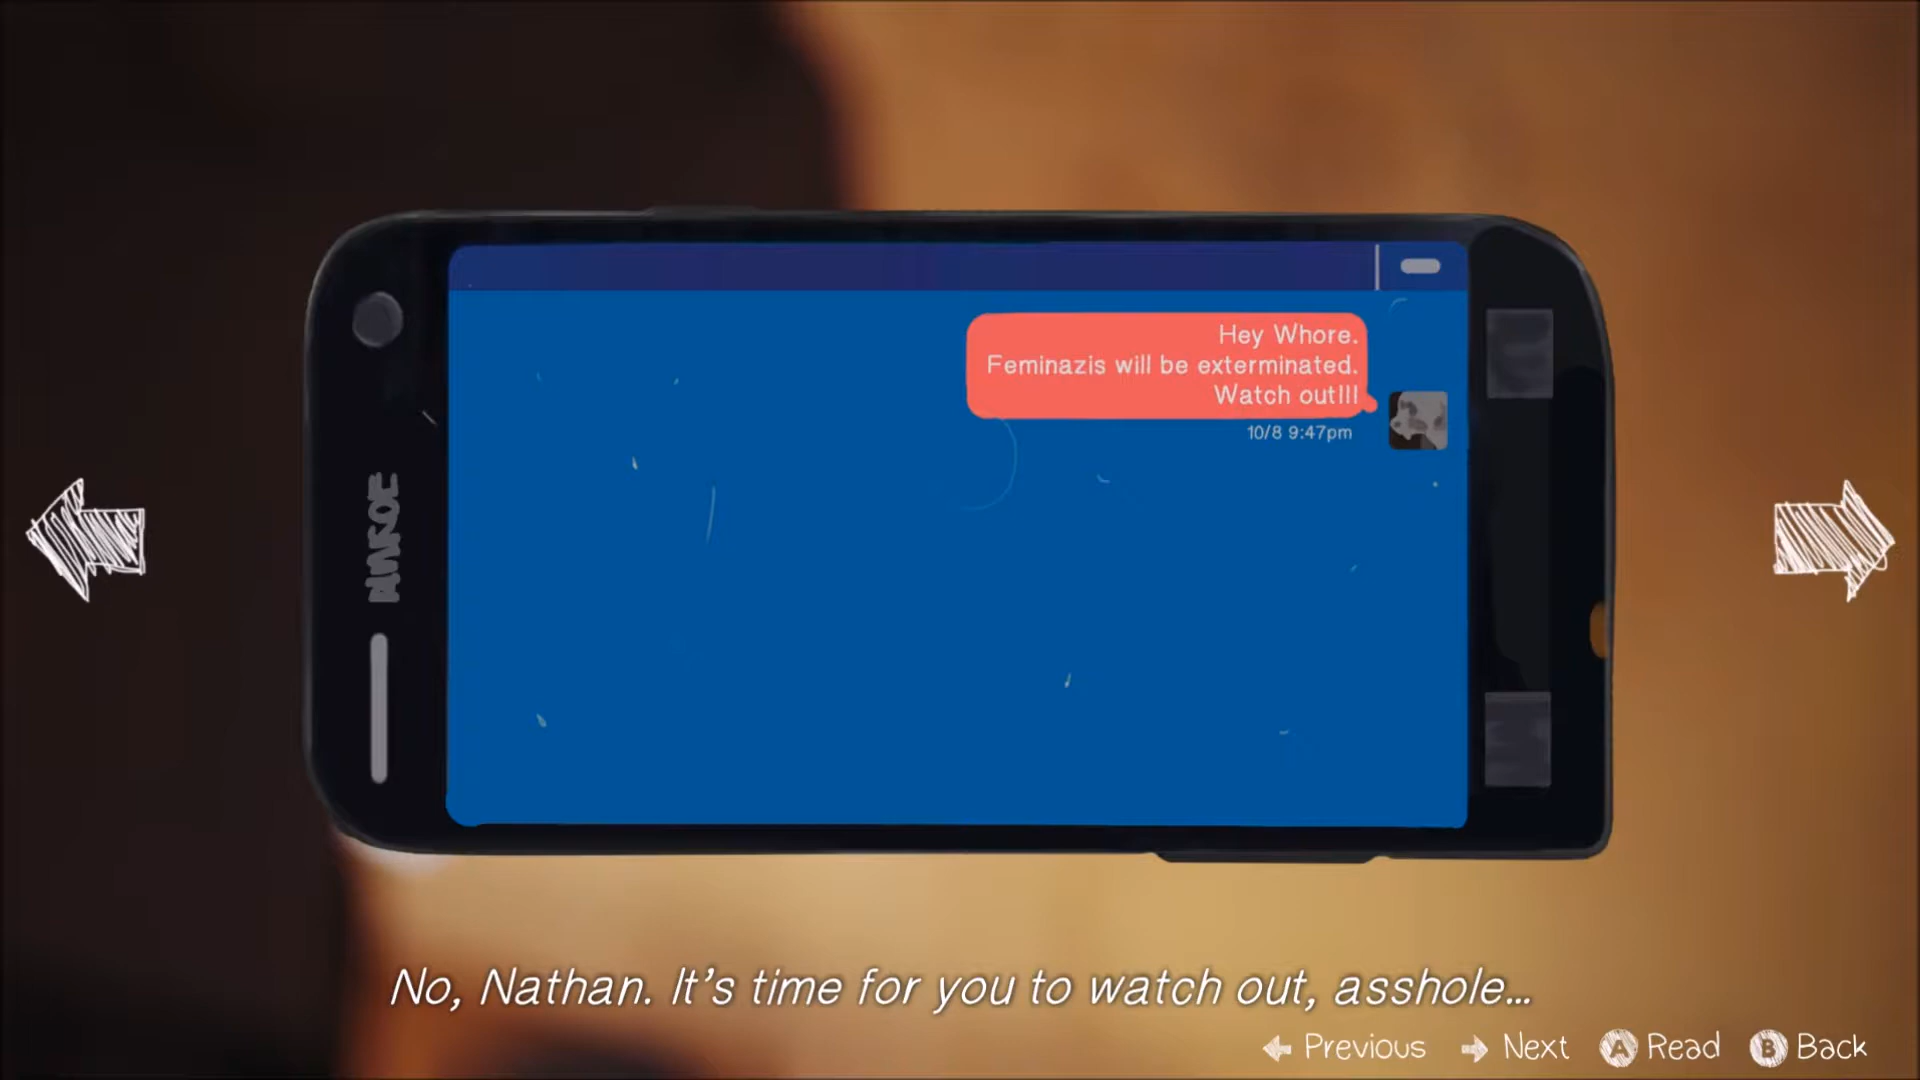 Hey Whore.
Feminazis will be exterminated.
Watch out!!!
10/8 9:47pm
No, Nathan. It's time for you to watch out, asshole...
Previous Next A Read B Back